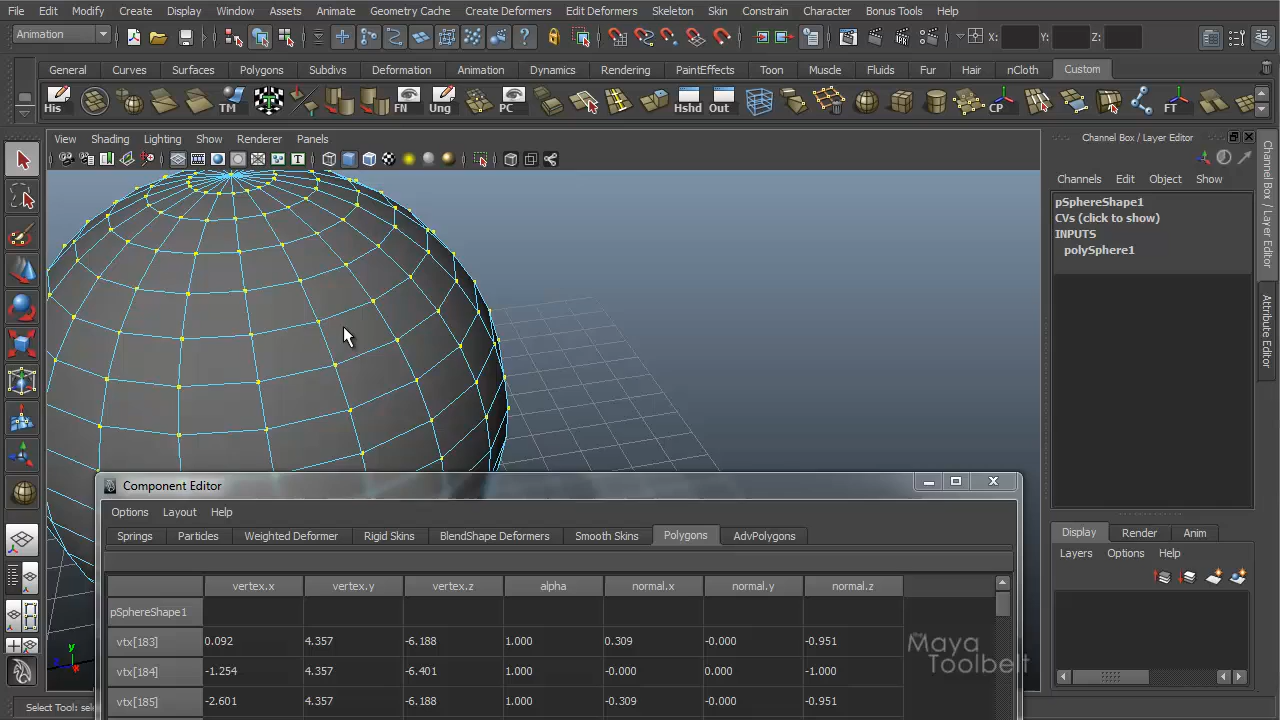 File Edit Modify Create Display Window Assets Animate Geometry Cache Create Deformers Edit Deformers Skeleton Constrain Character Skin Bonus Tools Help
Animation X: Y: Z:
General Curves Surfaces Polygons Subdivs Deformation Animation Dynamics Rendering PaintEffects Toon Muscle Fluids Fur Hair nCloth Custom
His TM FN Ung PC Hshd Out CP FT
View Shading Lighting Show Renderer Panels
Channel Box / Layer Editor
Channels Edit Object Show
pSphereShape1
CVs (click to show)
INPUTS
polySphere1
Channel Box / Layer Editor
Attribute Editor
Component Editor
Options Layout Help
Springs Particles Weighted Deformer Rigid Skins BlendShape Deformers Smooth Skins Polygons AdvPolygons
vertex.x vertex.y vertex.z alpha normal.x normal.y normal.z
pSphereShape1
vtx[183] 0.092 4.357 -6.188 1.000 0.309 -0.000 -0.951
vtx[184] -1.254 4.357 -6.401 1.000 -0.000 0.000 -1.000
vtx[185] -2.601 4.357 -6.188 1.000 -0.309 -0.000 -0.951
Display Render Anim
Layers Options Help
y
z x
Maya
Toolbelt
Select Tool: